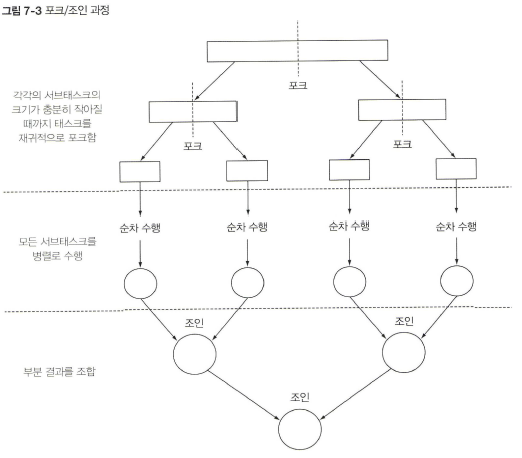 그림 7-3 포크/조인 과정
포크
각각의 서브태스크의
크기가 충분히 작아질
때까지 태스크를
재귀적으로 포크함
포크
포크
순차 수행
순차 수행
순차 수행
순차 수행
모든 서브태스크를
병렬로 수행
조인
조인
부분 결과를 조합
조인